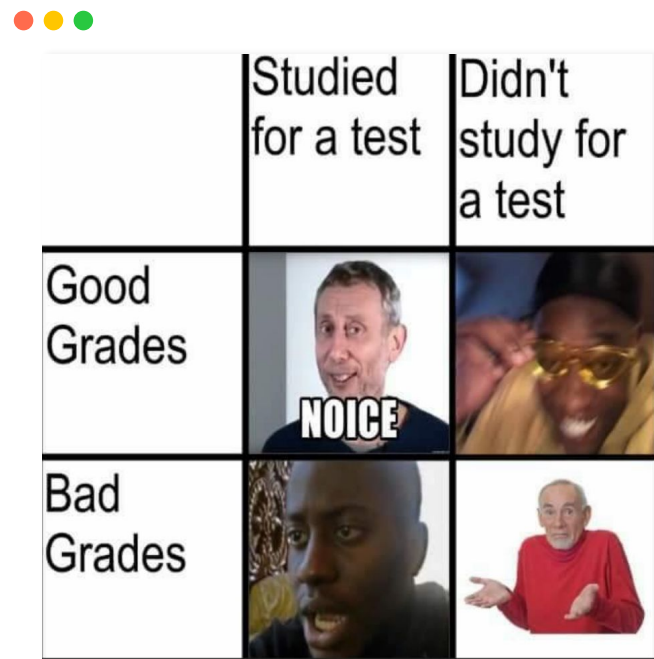 Studied
for a test
Didn't
study for
a test
Good
Grades
NOICE
Bad
Grades